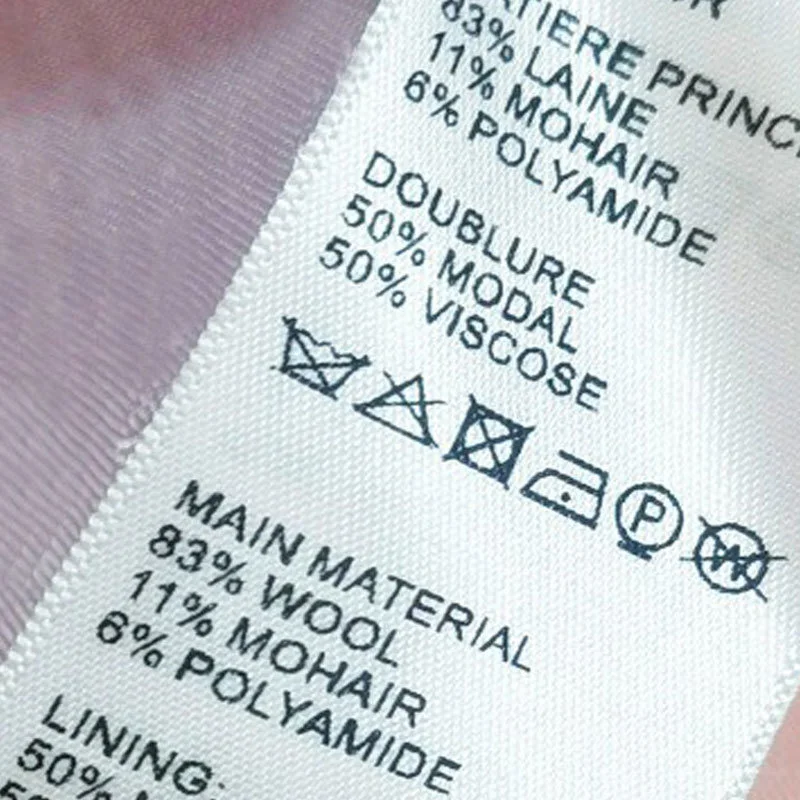 83% LAINE
11% MOHAIR
6% POLYAMIDE
DOUBLURE
50% MODAL
50% VISCOSE
P W
MAIN MATERIAL
83% WOOL
11% MOHAIR
6% POLYAMIDE
LINING:
50%